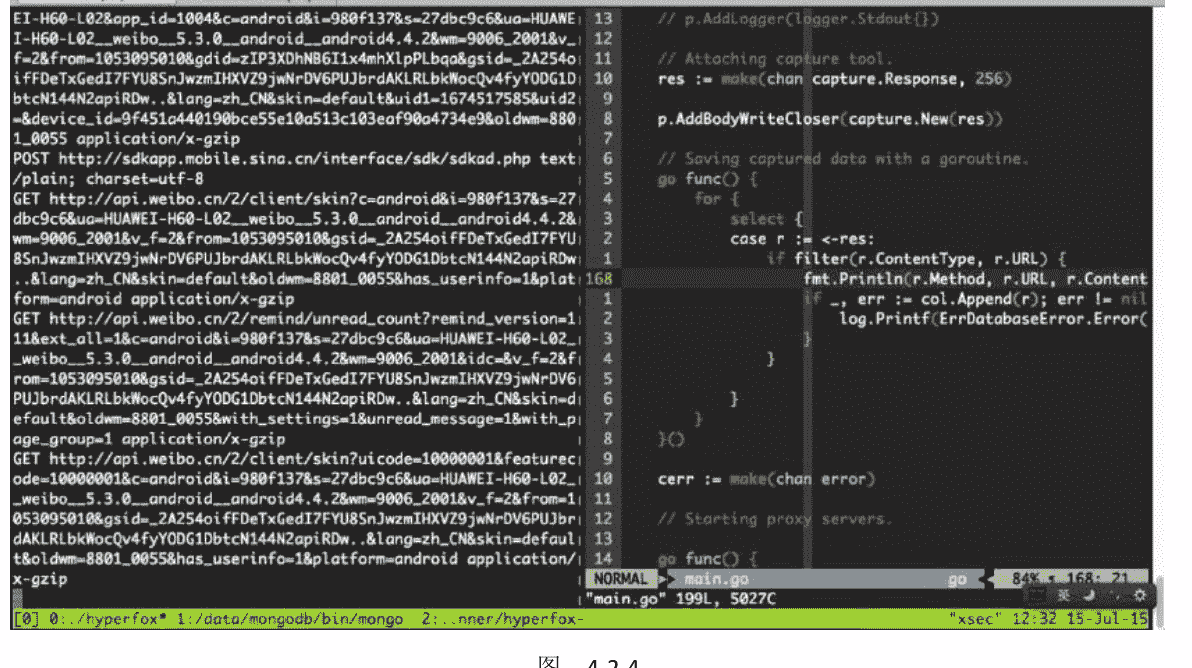 EI-H60-L02&app_id=1004&c=android&i=980f137&s=27dbc9c6&ua=HUAWE
I-H60-L02__weibo__5.3.0__android__android4.4.2&wm=9006_2001&v_
f=2&from=1053095010&gdid=zIP3XDhNB6I1x4mhXlpPLbqa&gsid=_2A254o
ifFDeTxGedI7FYU8SnJwzmIHXVZ9jwNrDV6PUJbrdAKLRLbkWocQv4fyYODG1D
btcN144N2apiRDw..&lang=zh_CN&skin=default&uid1=1674517585&uid2
=&device_id=9f451a440190bce55e10a513c103eaf90a4734e9&oldwm=880
1_0055 application/x-gzip
POST http://sdkapp.mobile.sina.cn/interface/sdk/sdkad.php text
/plain; charset=utf-8
GET http://api.weibo.cn/2/client/skin?c=android&i=980f137&s=27
dbc9c6&ua=HUAWEI-H60-L02__weibo__5.3.0__android__android4.4.2&
wm=9006_2001&v_f=2&from=1053095010&gsid=_2A254oifFDeTxGedI7FYU
8SnJwzmIHXVZ9jwNrDV6PUJbrdAKLRLbkWocQv4fyYODG1DbtcN144N2apiRDw
..&lang=zh_CN&skin=default&oldwm=8801_0055&has_userinfo=1&plat
form=android application/x-gzip
GET http://api.weibo.cn/2/remind/unread_count?remind_version=1
11&ext_all=1&c=android&i=980f137&s=27dbc9c6&ua=HUAWEI-H60-L02_
_weibo__5.3.0__android__android4.4.2&wm=9006_2001&idc=&v_f=2&f
rom=1053095010&gsid=_2A254oifFDeTxGedI7FYU8SnJwzmIHXVZ9jwNrDV6
PUJbrdAKLRLbkWocQv4fyYODG1DbtcN144N2apiRDw..&lang=zh_CN&skin=d
efault&oldwm=8801_0055&with_settings=1&unread_message=1&with_p
age_group=1 application/x-gzip
GET http://api.weibo.cn/2/client/skin?uicode=10000001&featurec
ode=10000001&c=android&i=980f137&s=27dbc9c6&ua=HUAWEI-H60-L02_
_weibo__5.3.0__android__android4.4.2&wm=9006_2001&v_f=2&from=1
053095010&gsid=_2A254oifFDeTxGedI7FYU8SnJwzmIHXVZ9jwNrDV6PUJbr
dAKLRLbkWocQv4fyYODG1DbtcN144N2apiRDw..&lang=zh_CN&skin=defaul
t&oldwm=8801_0055&has_userinfo=1&platform=android application/
x-gzip
13 // p.AddLogger(logger.Stdout{})
12
11 // Attaching capture tool.
10 res := make(chan capture.Response, 256)
9
8 p.AddBodyWriteCloser(capture.New(res))
7
6 // Saving captured data with a goroutine.
5 go func() {
4 for {
3 select {
2 case r := <-res:
1 if filter(r.ContentType, r.URL) {
168 fmt.Println(r.Method, r.URL, r.Content
1 if _, err := col.Append(r); err != nil
2 log.Printf(ErrDatabaseError.Error(
3 }
4 }
5
6 }
7 }
8 }()
9
10 cerr := make(chan error)
11
12 // Starting proxy servers.
13
14 go func() {
NORMAL main.go go 84% 168: 21
"main.go" 199L, 5027C
英
[0] 0:./hyperfox* 1:/data/mongodb/bin/mongo 2:..nner/hyperfox- "xsec" 12:32 15-Jul-15
图 4.2.4